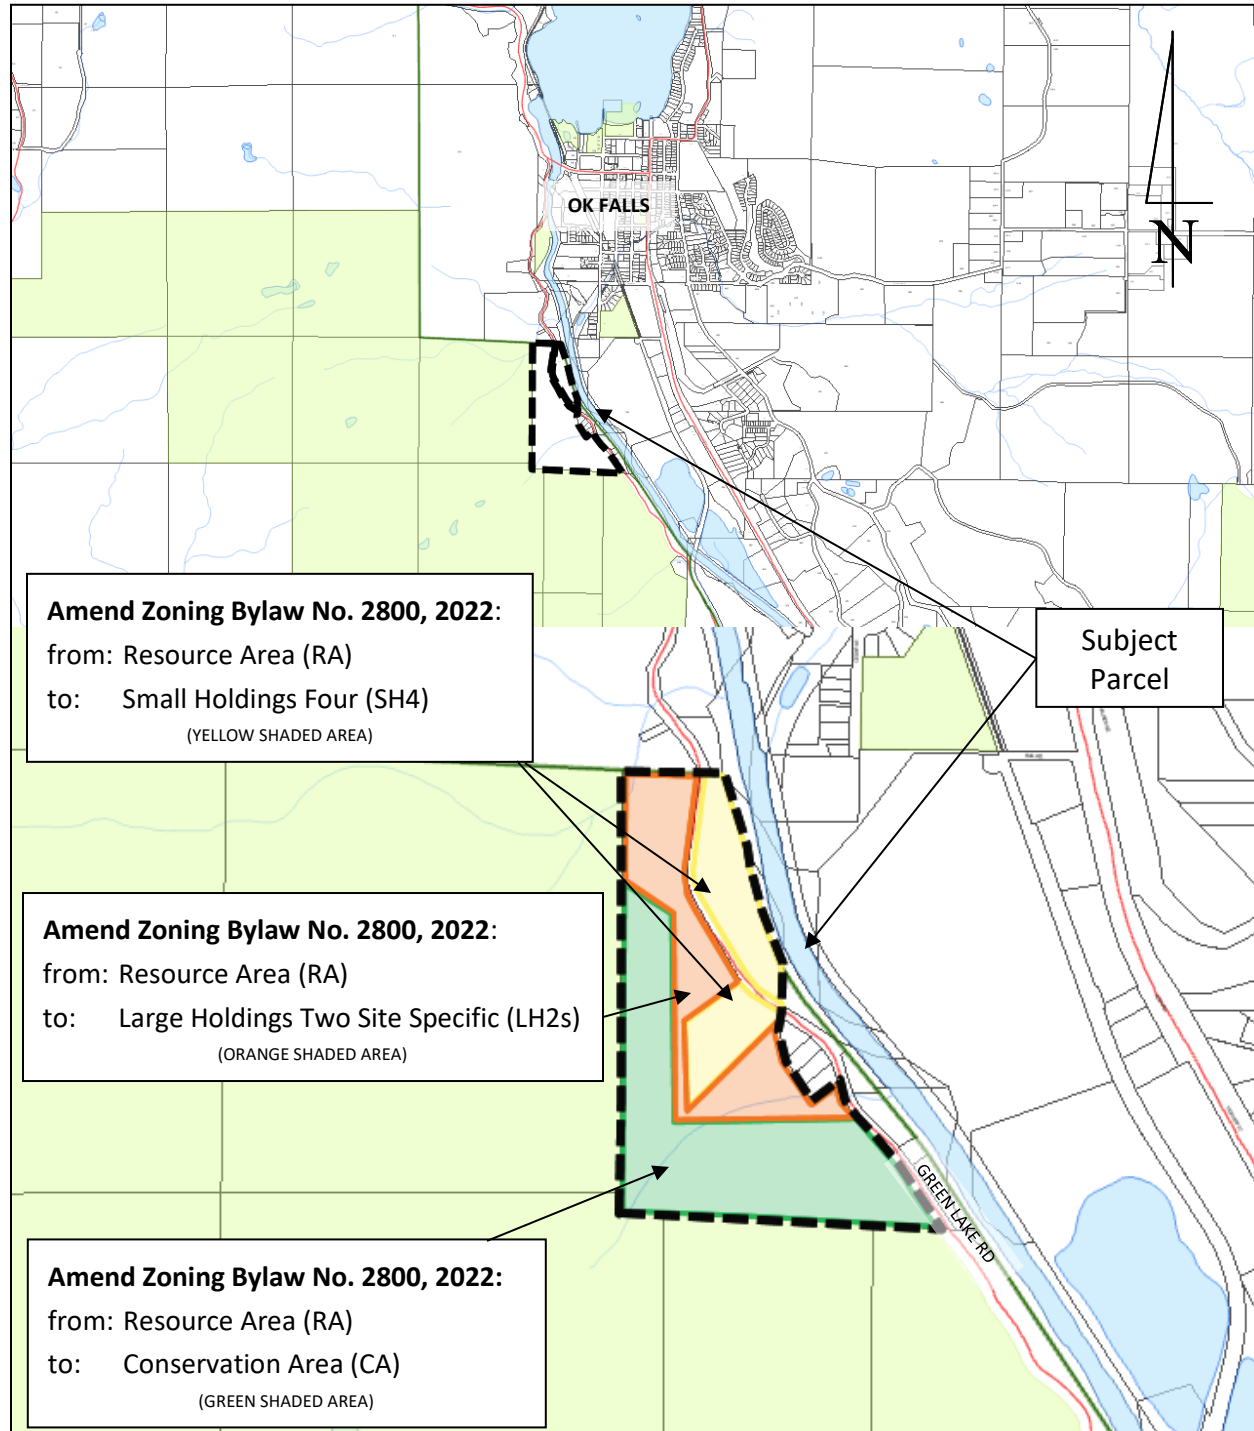 OK FALLS
N
Amend Zoning Bylaw No. 2800, 2022:
from: Resource Area (RA)
to: Small Holdings Four (SH4)
(YELLOW SHADED AREA)
Subject
Parcel
Amend Zoning Bylaw No. 2800, 2022:
from: Resource Area (RA)
to: Large Holdings Two Site Specific (LH2s)
(ORANGE SHADED AREA)
GREEN LAKE RD
Amend Zoning Bylaw No. 2800, 2022:
from: Resource Area (RA)
to: Conservation Area (CA)
(GREEN SHADED AREA)